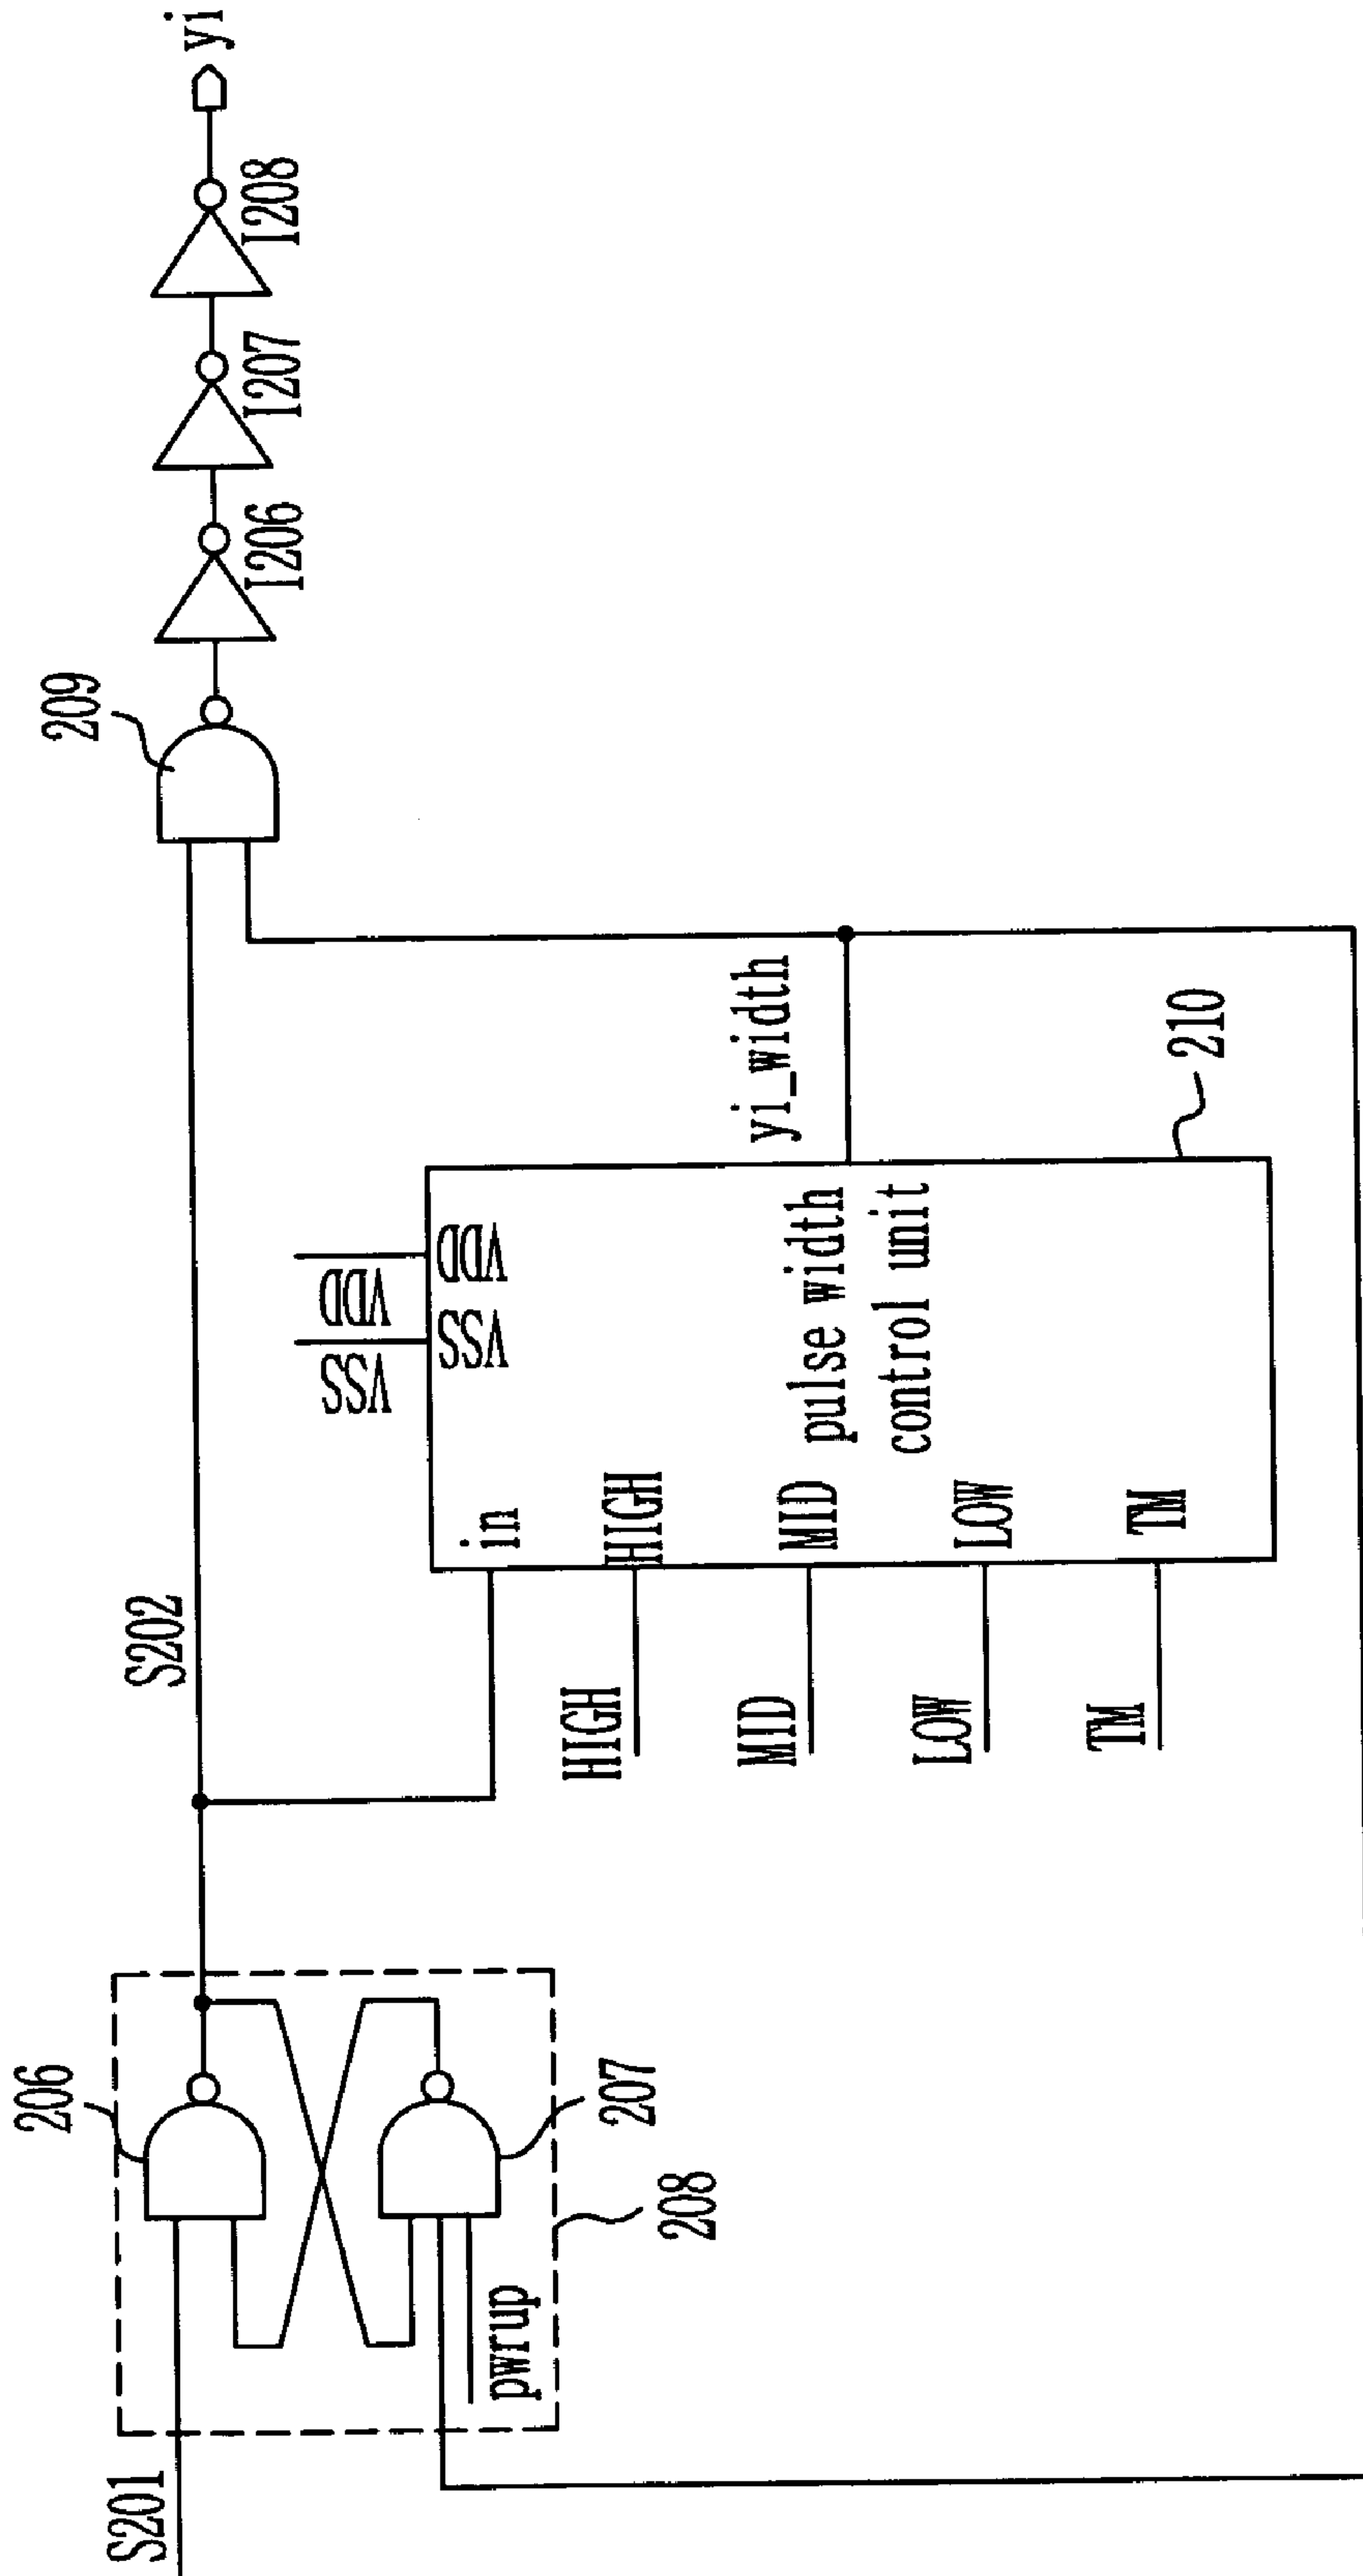 S201
206
pwrup
207
208
S202
HIGH
MID
LOW
TM
in
HIGH
MID
LOW
TM
VSS
VDD
VSS
VDD
pulse width
control unit
yi_width
210
209
I206
I207
I208
yi